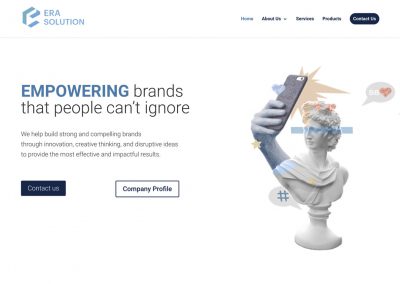 ERA
SOLUTION
Home About Us Services Products Contact Us
EMPOWERING brands
that people can't ignore
We help build strong and compelling brands
through innovation, creative thinking, and disruptive ideas
to provide the most effective and impactful results.
Contact us Company Profile
#